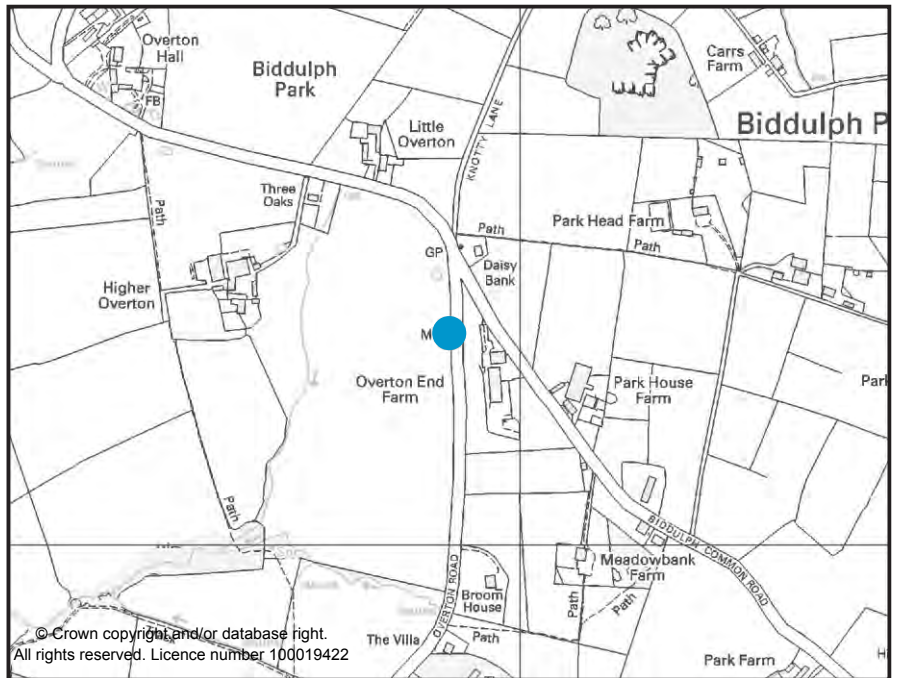 Overton
Hall
FB
Biddulph
Park
Carrs
Farm
Biddulph P
KNOTTY LANE
Little
Overton
Three
Oaks
Path
Path
Park Head Farm
Path
GP
Daisy
Bank
Higher
Overton
M
Overton End
Farm
Park House
Farm
Park
Path
BIDDULPH COMMON ROAD
Meadowbank
Farm
OVERTON ROAD
Broom
House
Path
Path
Path
The Villa
Park Farm
H
© Crown copyright and/or database right.
All rights reserved. Licence number 100019422